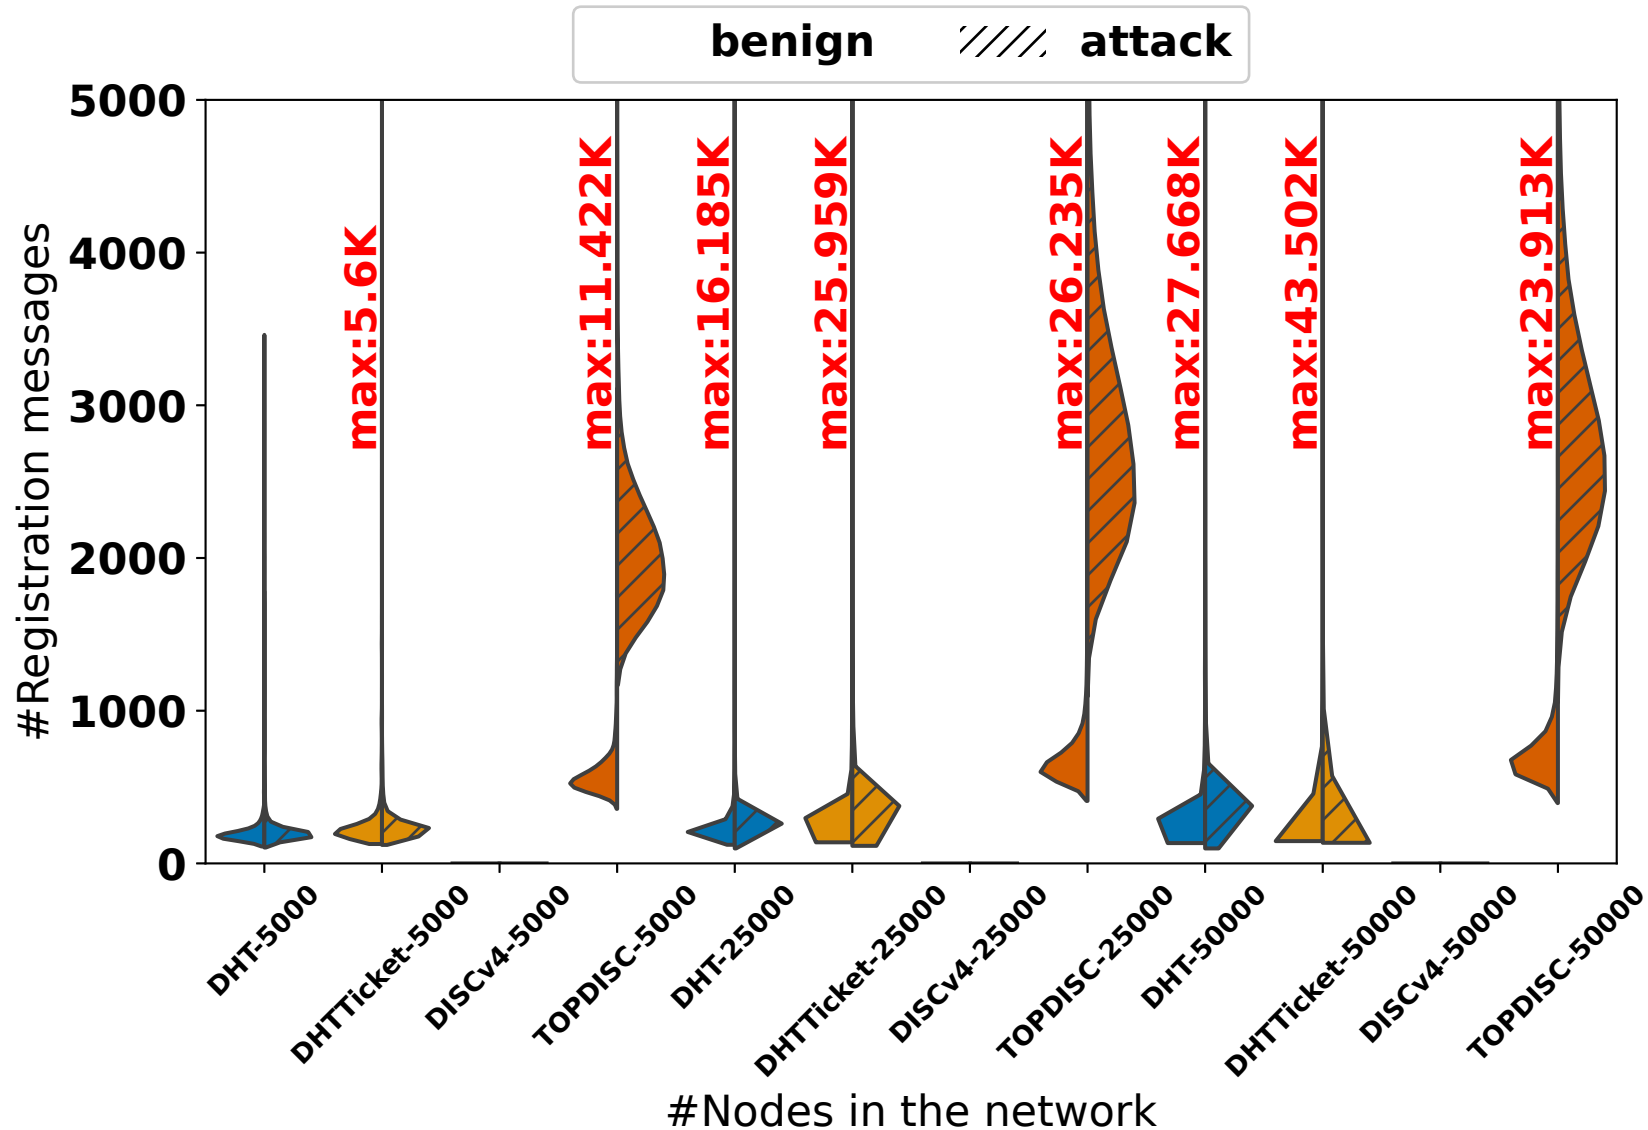 benign attack
#Registration messages
5000
4000
3000
2000
1000
0
max:5.6K
max:11.422K
max:16.185K
max:25.959K
max:26.235K
max:27.668K
max:43.502K
max:23.913K
DHT-5000
DHTTicket-5000
DISCv4-5000
TOPDISC-5000
DHT-25000
DHTTicket-25000
DISCv4-25000
TOPDISC-25000
DHT-50000
DHTTicket-50000
DISCv4-50000
TOPDISC-50000
#Nodes in the network